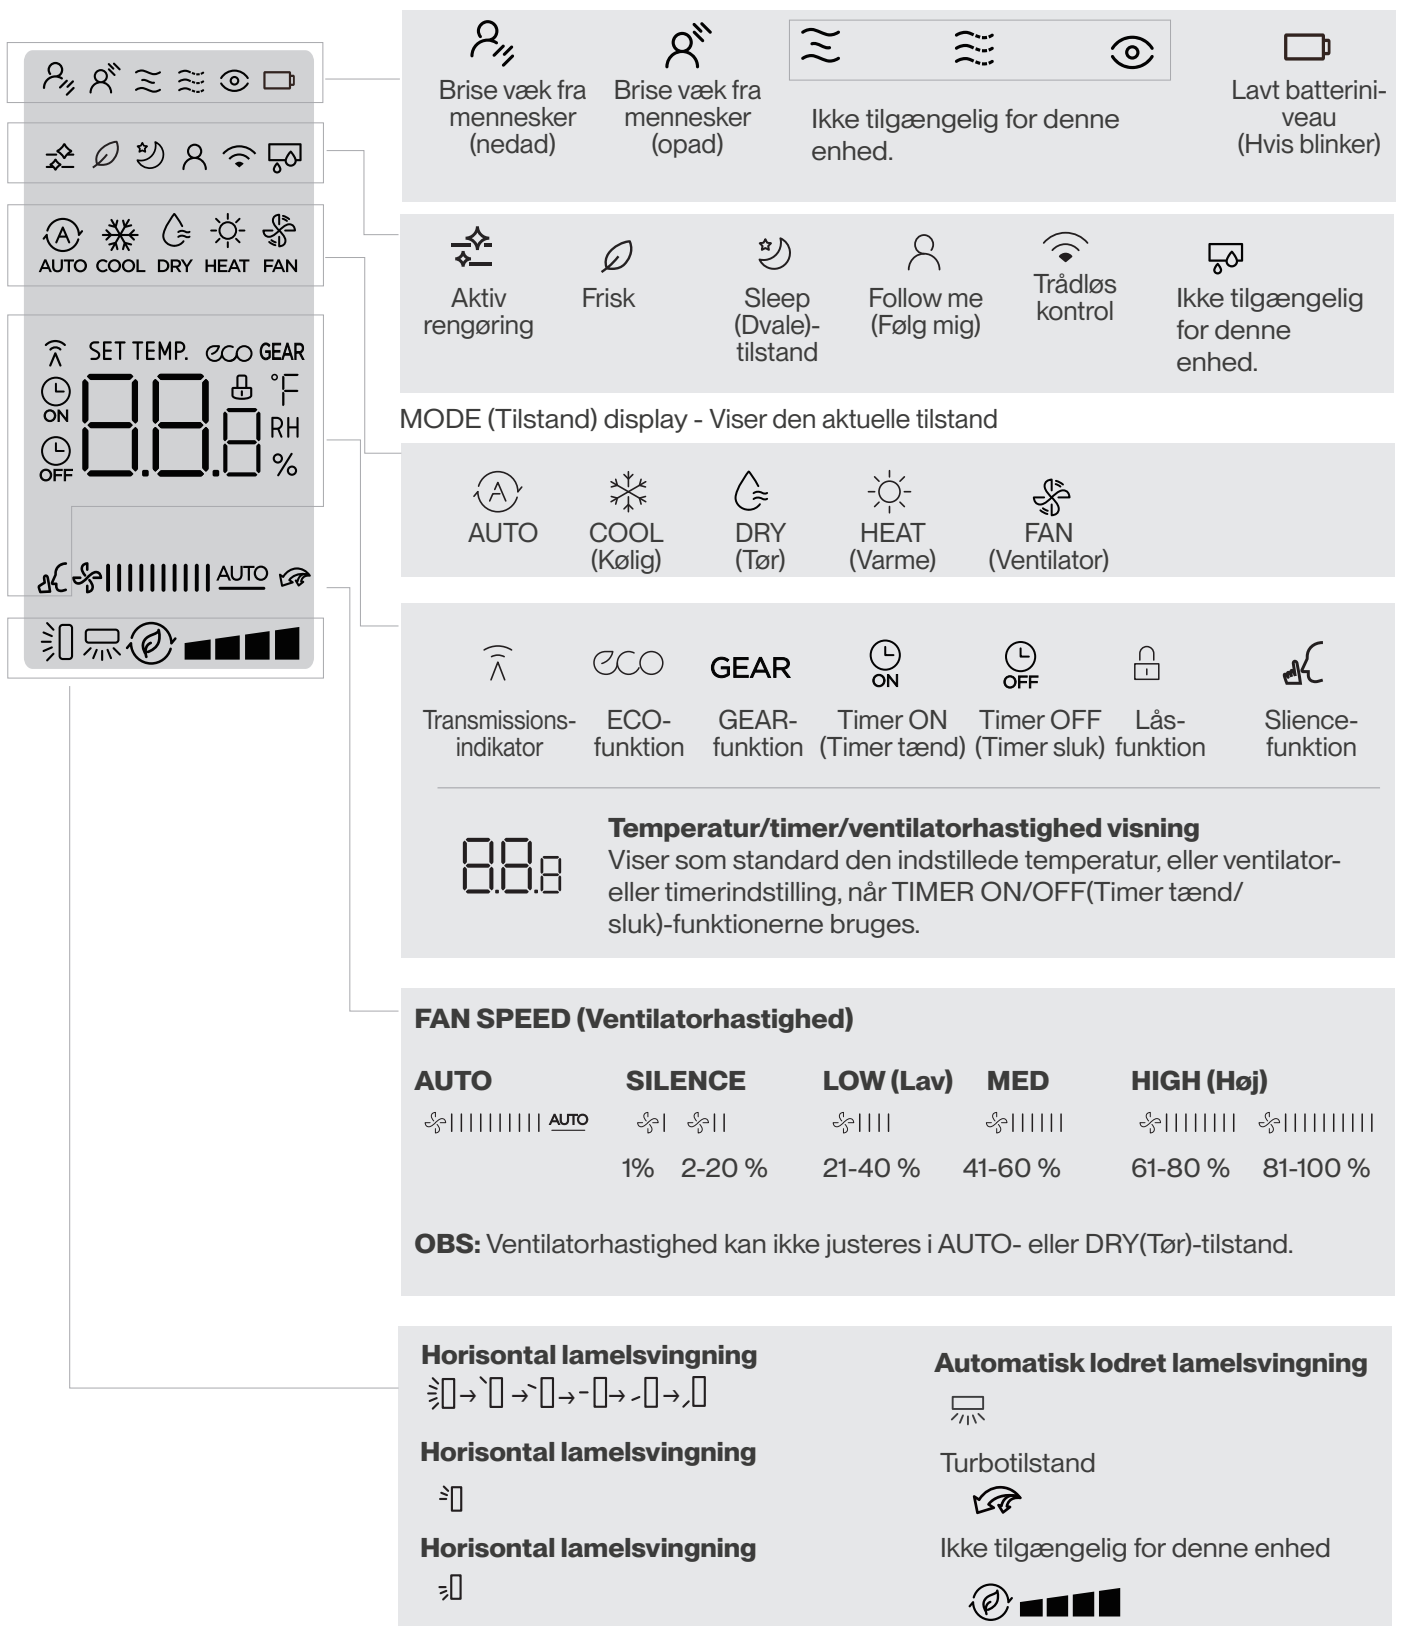 AUTO COOL DRY HEAT FAN
SET TEMP. eco GEAR
ON
°F
RH
OFF
%
AUTO
Brise væk fra
mennesker
(nedad)
Brise væk fra
mennesker
(opad)
Ikke tilgængelig for denne
enhed.
Lavt batterini-
veau
(Hvis blinker)
Aktiv
rengøring
Frisk
Sleep
(Dvale)-
tilstand
Follow me
(Følg mig)
Trådløs
kontrol
Ikke tilgængelig
for denne
enhed.
MODE (Tilstand) display - Viser den aktuelle tilstand
AUTO
COOL
(Kølig)
DRY
(Tør)
HEAT
(Varme)
FAN
(Ventilator)
eco
GEAR
ON
OFF
Transmissions-
indikator
ECO-
funktion
GEAR-
funktion
Timer ON
(Timer tænd)
Timer OFF
(Timer sluk)
Lås-
funktion
Slience-
funktion
Temperatur/timer/ventilatorhastighed visning
Viser som standard den indstillede temperatur, eller ventilator-
eller timerindstilling, når TIMER ON/OFF(Timer tænd/
sluk)-funktionerne bruges.
FAN SPEED (Ventilatorhastighed)
AUTO SILENCE LOW (Lav) MED HIGH (Høj)
AUTO
1% 2-20 % 21-40 % 41-60 % 61-80 % 81-100 %
OBS: Ventilatorhastighed kan ikke justeres i AUTO- eller DRY(Tør)-tilstand.
Horisontal lamelsvingning
Horisontal lamelsvingning
Horisontal lamelsvingning
Automatisk lodret lamelsvingning
Turbotilstand
Ikke tilgængelig for denne enhed